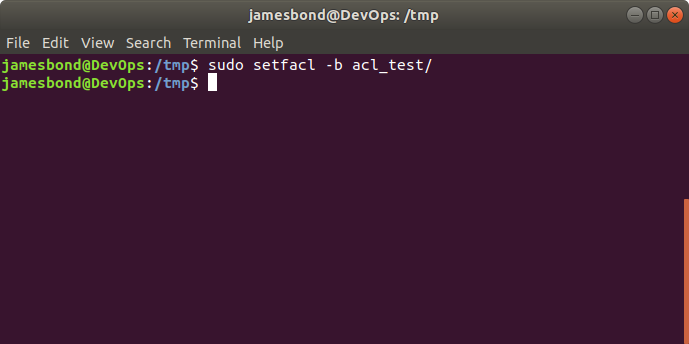 jamesbond@DevOps: /tmp
File Edit View Search Terminal Help
jamesbond@DevOps:/tmp$ sudo setfacl -b acl_test/
jamesbond@DevOps:/tmp$